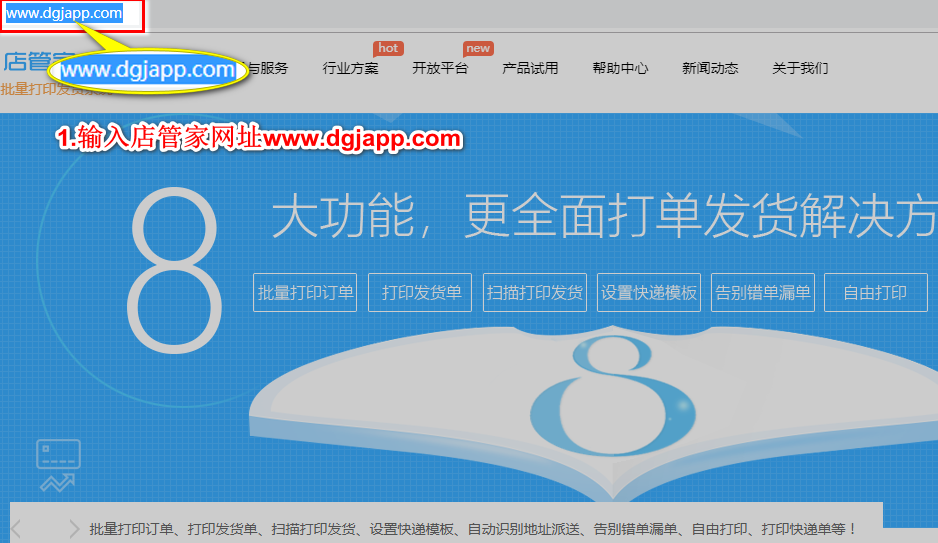 www.dgjapp.com
店管家
www.dgjapp.com
与服务
行业方案
hot
开放平台
new
产品试用
帮助中心
新闻动态
关于我们
批量打印发货
1.输入店管家网址www.dgjapp.com
8
大功能，更全面打单发货解决方
批量打印订单
打印发货单
扫描打印发货
设置快递模板
告别错单漏单
自由打印
8
批量打印订单、打印发货单、扫描打印发货、设置快递模板、自动识别地址派送、告别错单漏单、自由打印、打印快递单等！